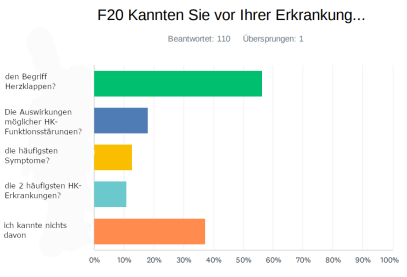 F20 Kannten Sie vor Ihrer Erkrankung...
Beantwortet: 110 Übersprungen: 1
den Begriff
Herzklappen?
Die Auswirkungen
möglicher HK-
Funktionsstärungen?
die häufigsten
Symptome?
die 2 häufigsten HK-
Erkrankungen?
Ich kannte nichts
davon
0% 10% 20% 30% 40% 50% 60% 70% 80% 90% 100%